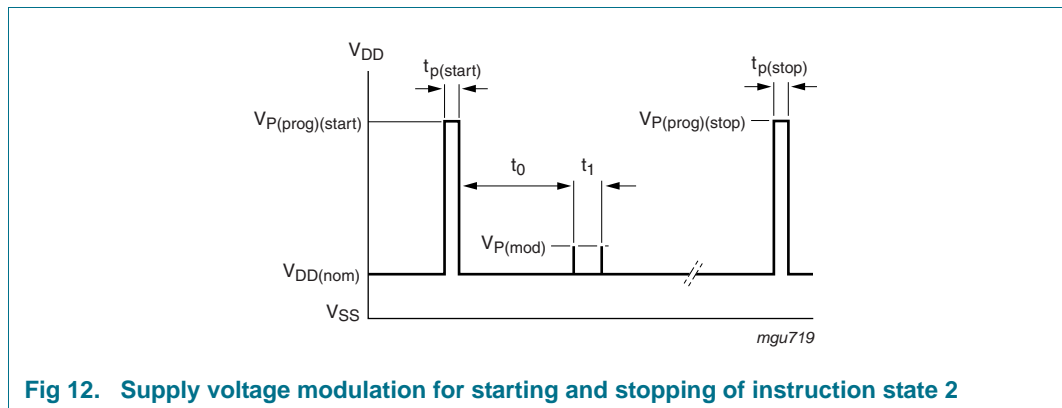 VDD
tp(start)
tp(stop)
VP(prog)(start)
VP(prog)(stop)
t0
t1
VP(mod)
VDD(nom)
VSS
mgu719
Fig 12. Supply voltage modulation for starting and stopping of instruction state 2